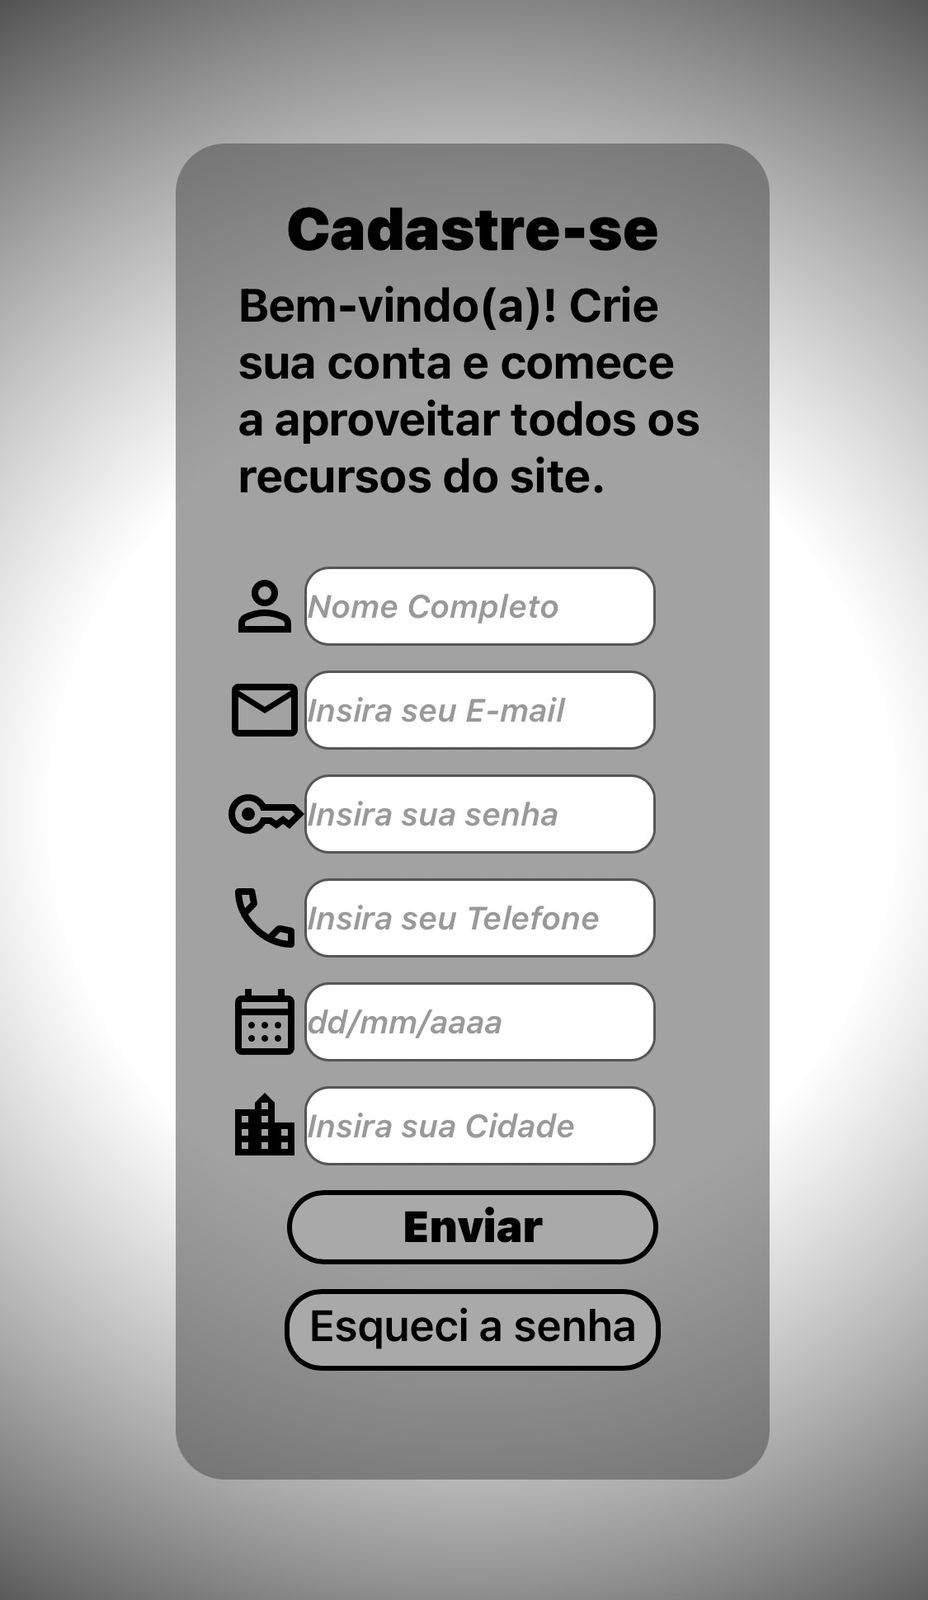 Cadastre-se
Bem-vindo(a)! Crie
sua conta e comece
a aproveitar todos os
recursos do site.
Nome Completo
Insira seu E-mail
Insira sua senha
Insira seu Telefone
dd/mm/aaaa
Insira sua Cidade
Enviar
Esqueci a senha